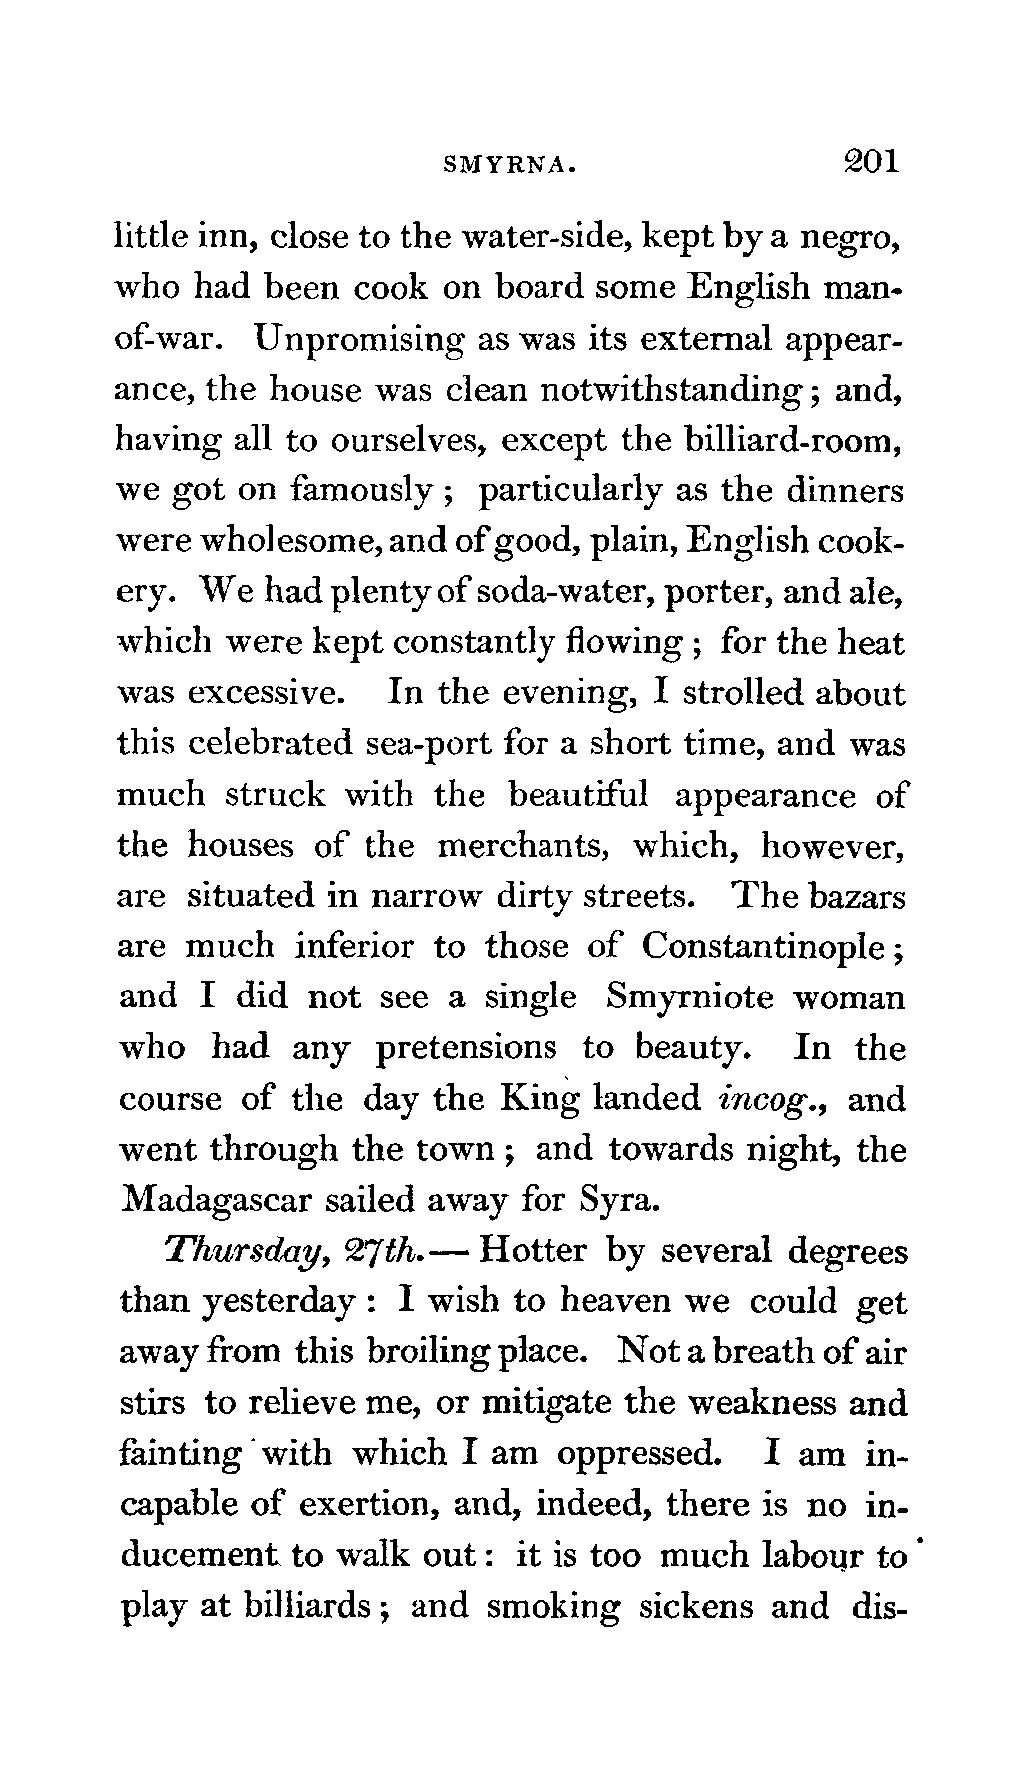 SMYRNA. 201
little inn, close to the water-side, kept by a negro,
who had been cook on board some English man-
of-war. Unpromising as was its external appear-
ance, the house was clean notwithstanding; and,
having all to ourselves, except the billiard-room,
we got on famously; particularly as the dinners
were wholesome, and of good, plain, English cook-
ery. We had plenty of soda-water, porter, and ale,
which were kept constantly flowing; for the heat
was excessive. In the evening, I strolled about
this celebrated sea-port for a short time, and was
much struck with the beautiful appearance of
the houses of the merchants, which, however,
are situated in narrow dirty streets. The bazars
are much inferior to those of Constantinople;
and I did not see a single Smyrniote woman
who had any pretensions to beauty. In the
course of the day the King landed incog., and
went through the town; and towards night, the
Madagascar sailed away for Syra.
Thursday, 27th.— Hotter by several degrees
than yesterday: I wish to heaven we could get
away from this broiling place. Not a breath of air
stirs to relieve me, or mitigate the weakness and
fainting with which I am oppressed. I am in-
capable of exertion, and, indeed, there is no in-
ducement to walk out: it is too much labour to
play at billiards; and smoking sickens and dis-